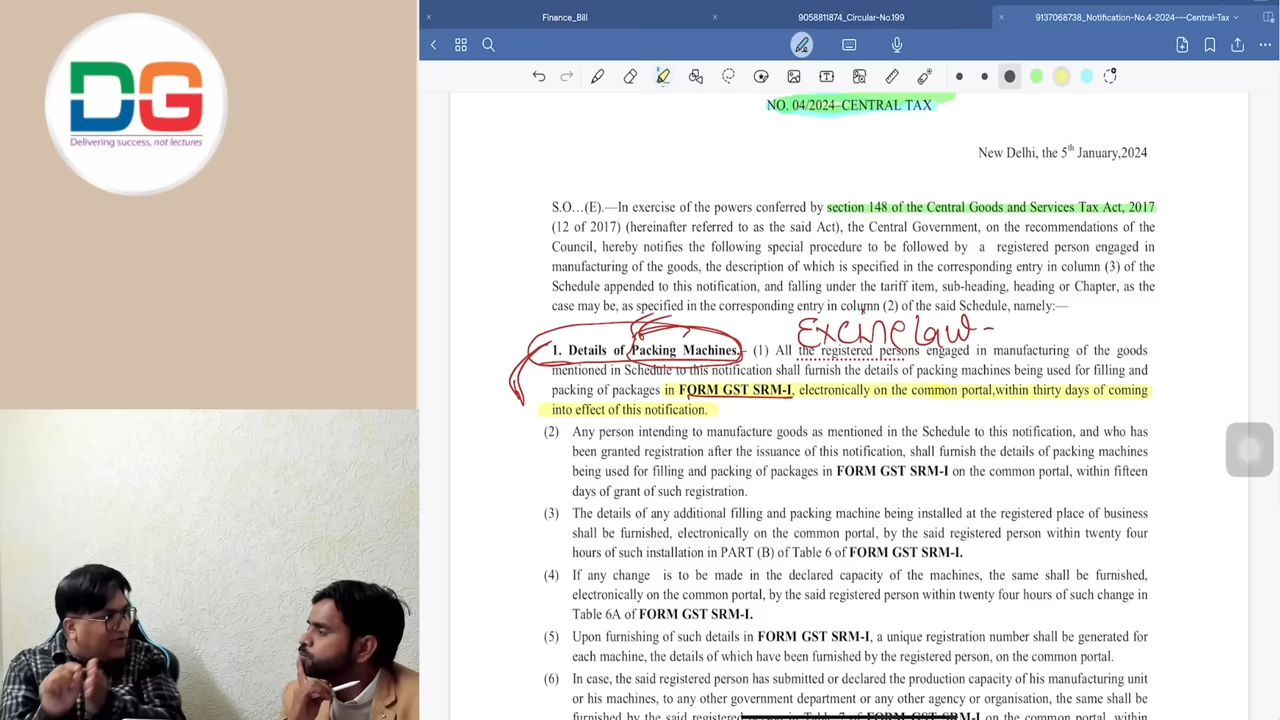 DG
Delivering success, not lectures
Finance_Bill
9058811874_Circular-No.199
9137068738_Notification-No.4-2024---Central-Tax
NO. 04/2024–CENTRAL TAX
New Delhi, the 5th January,2024
S.O…(E).—In exercise of the powers conferred by section 148 of the Central Goods and Services Tax Act, 2017
(12 of 2017) (hereinafter referred to as the said Act), the Central Government, on the recommendations of the
Council, hereby notifies the following special procedure to be followed by a registered person engaged in
manufacturing of the goods, the description of which is specified in the corresponding entry in column (3) of the
Schedule appended to this notification, and falling under the tariff item, sub-heading, heading or Chapter, as the
case may be, as specified in the corresponding entry in column (2) of the said Schedule, namely:—
Excise Law -
1. Details of Packing Machines.- (1) All the registered persons engaged in manufacturing of the goods
mentioned in Schedule to this notification shall furnish the details of packing machines being used for filling and
packing of packages in FORM GST SRM-I, electronically on the common portal,within thirty days of coming
into effect of this notification.
(2) Any person intending to manufacture goods as mentioned in the Schedule to this notification, and who has
been granted registration after the issuance of this notification, shall furnish the details of packing machines
being used for filling and packing of packages in FORM GST SRM-I on the common portal, within fifteen
days of grant of such registration.
(3) The details of any additional filling and packing machine being installed at the registered place of business
shall be furnished, electronically on the common portal, by the said registered person within twenty four
hours of such installation in PART (B) of Table 6 of FORM GST SRM-I.
(4) If any change is to be made in the declared capacity of the machines, the same shall be furnished,
electronically on the common portal, by the said registered person within twenty four hours of such change in
Table 6A of FORM GST SRM-I.
(5) Upon furnishing of such details in FORM GST SRM-I, a unique registration number shall be generated for
each machine, the details of which have been furnished by the registered person, on the common portal.
(6) In case, the said registered person has submitted or declared the production capacity of his manufacturing unit
or his machines, to any other government department or any other agency or organisation, the same shall be
furnished by the said registered section in Table 7 of FORM GST SRM-I on the common portal, within